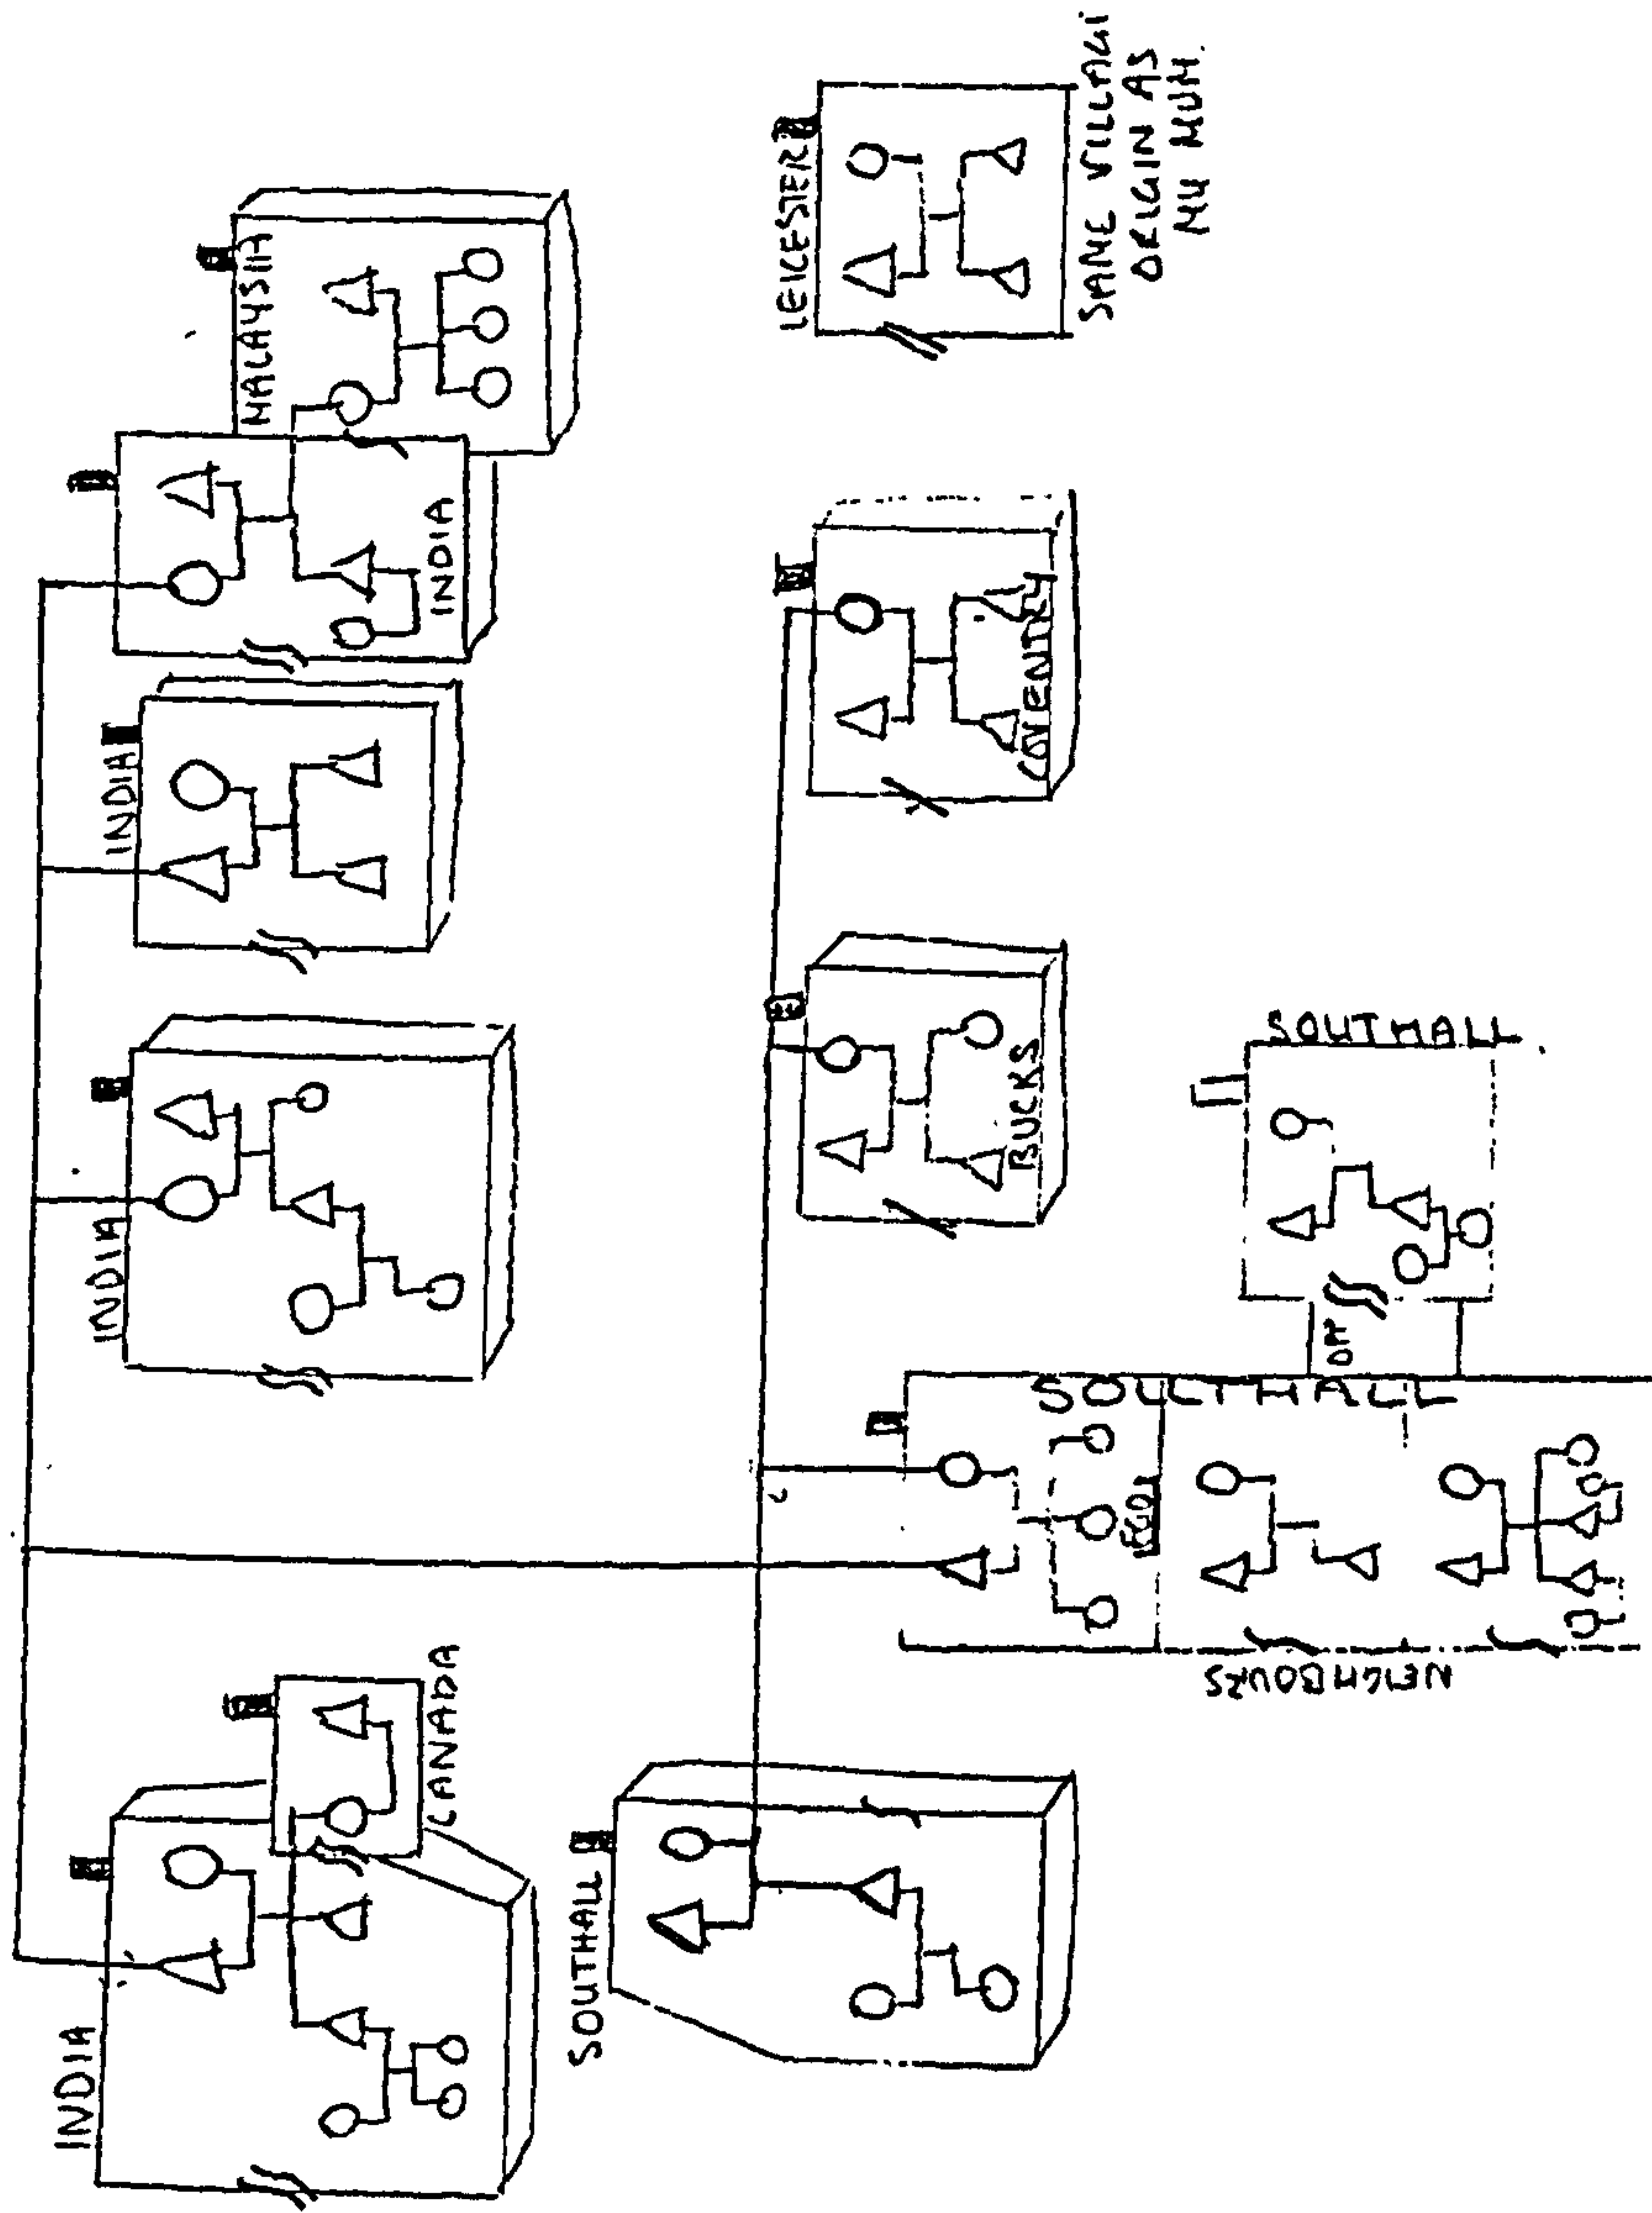 INDIA
CANADA
INDIA
INDIA
INDIA
MALAYSIA
SOUTHALL
BUCKS
COVENTRY
LEICESTER
SAME VILLAGE
ORIGIN AS
MY MUM.
SOUTHALL
EGO
NEIGHBOURS
SOUTHALL